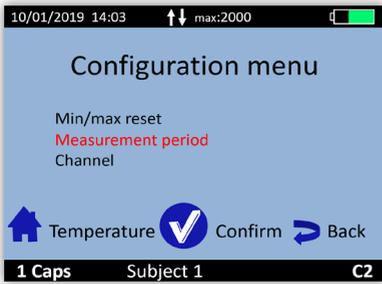 10/01/2019 14:03 max:2000
Configuration menu
Min/max reset
Measurement period
Channel
Temperature Confirm Back
1 Caps Subject 1 C2